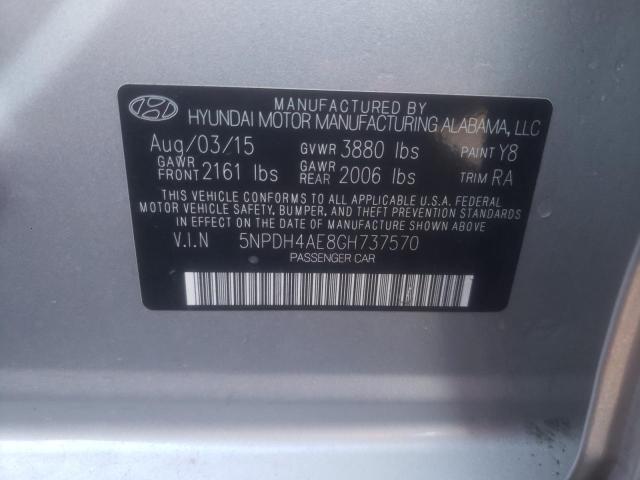 MANUFACTURED BY
HYUNDAI MOTOR MANUFACTURING ALABAMA, LLC
Aug/03/15 GVWR 3880 lbs PAINT Y8
GAWR FRONT 2161 lbs GAWR REAR 2006 lbs TRIM RA
THIS VEHICLE CONFORMS TO ALL APPLICABLE U.S.A. FEDERAL
MOTOR VEHICLE SAFETY, BUMPER, AND THEFT PREVENTION STANDARDS
IN EFFECT ON THE DATE OF MANUFACTURE SHOWN ABOVE
V.I.N 5NPDH4AE8GH737570
PASSENGER CAR